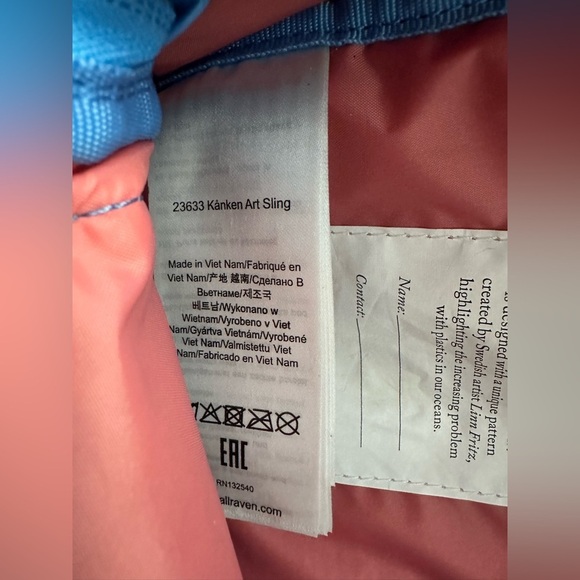 23633 Kånken Art Sling
Made in Viet Nam/Fabriqué en
Viet Nam/产地 越南/Сделано В
Вьетнаме/제조국
베트남/Wykonano w
Wietnam/Vyrobeno v Viet
Nam/Gyártva Vietnám/Vyrobené
Viet Nam/Valmistettu Viet
Nam/Fabricado en Viet Nam
EAC
RN132540
allraven.com
is designed with a unique pattern
created by Swedish artist Linn Fritz,
highlighting the increasing problem
with plastics in our oceans.
Name:
Contact: